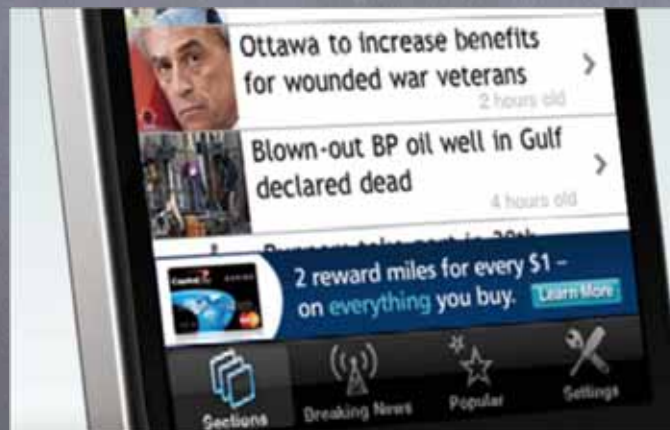 Ottawa to increase benefits
for wounded war veterans
2 hours old
Blown-out BP oil well in Gulf
declared dead
4 hours old
2 reward miles for every $1 –
on everything you buy. Learn More
Sections Breaking News Popular Settings